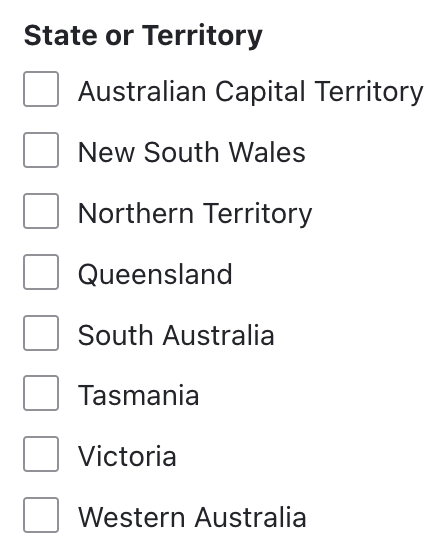 State or Territory
Australian Capital Territory
New South Wales
Northern Territory
Queensland
South Australia
Tasmania
Victoria
Western Australia